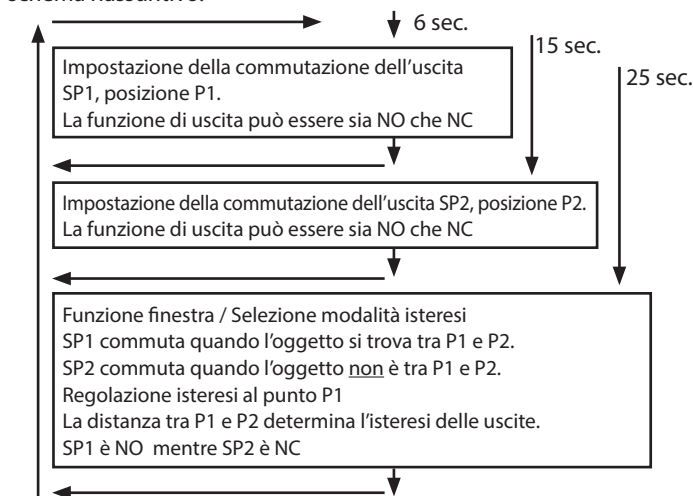 6 sec.
15 sec.
25 sec.
Impostazione della commutazione dell'uscita
SP1, posizione P1.
La funzione di uscita può essere sia NO che NC
Impostazione della commutazione dell'uscita SP2, posizione P2.
La funzione di uscita può essere sia NO che NC
Funzione finestra / Selezione modalità isteresi
SP1 commuta quando l'oggetto si trova tra P1 e P2.
SP2 commuta quando l'oggetto non è tra P1 e P2.
Regolazione isteresi al punto P1
La distanza tra P1 e P2 determina l'isteresi delle uscite.
SP1 è NO mentre SP2 è NC